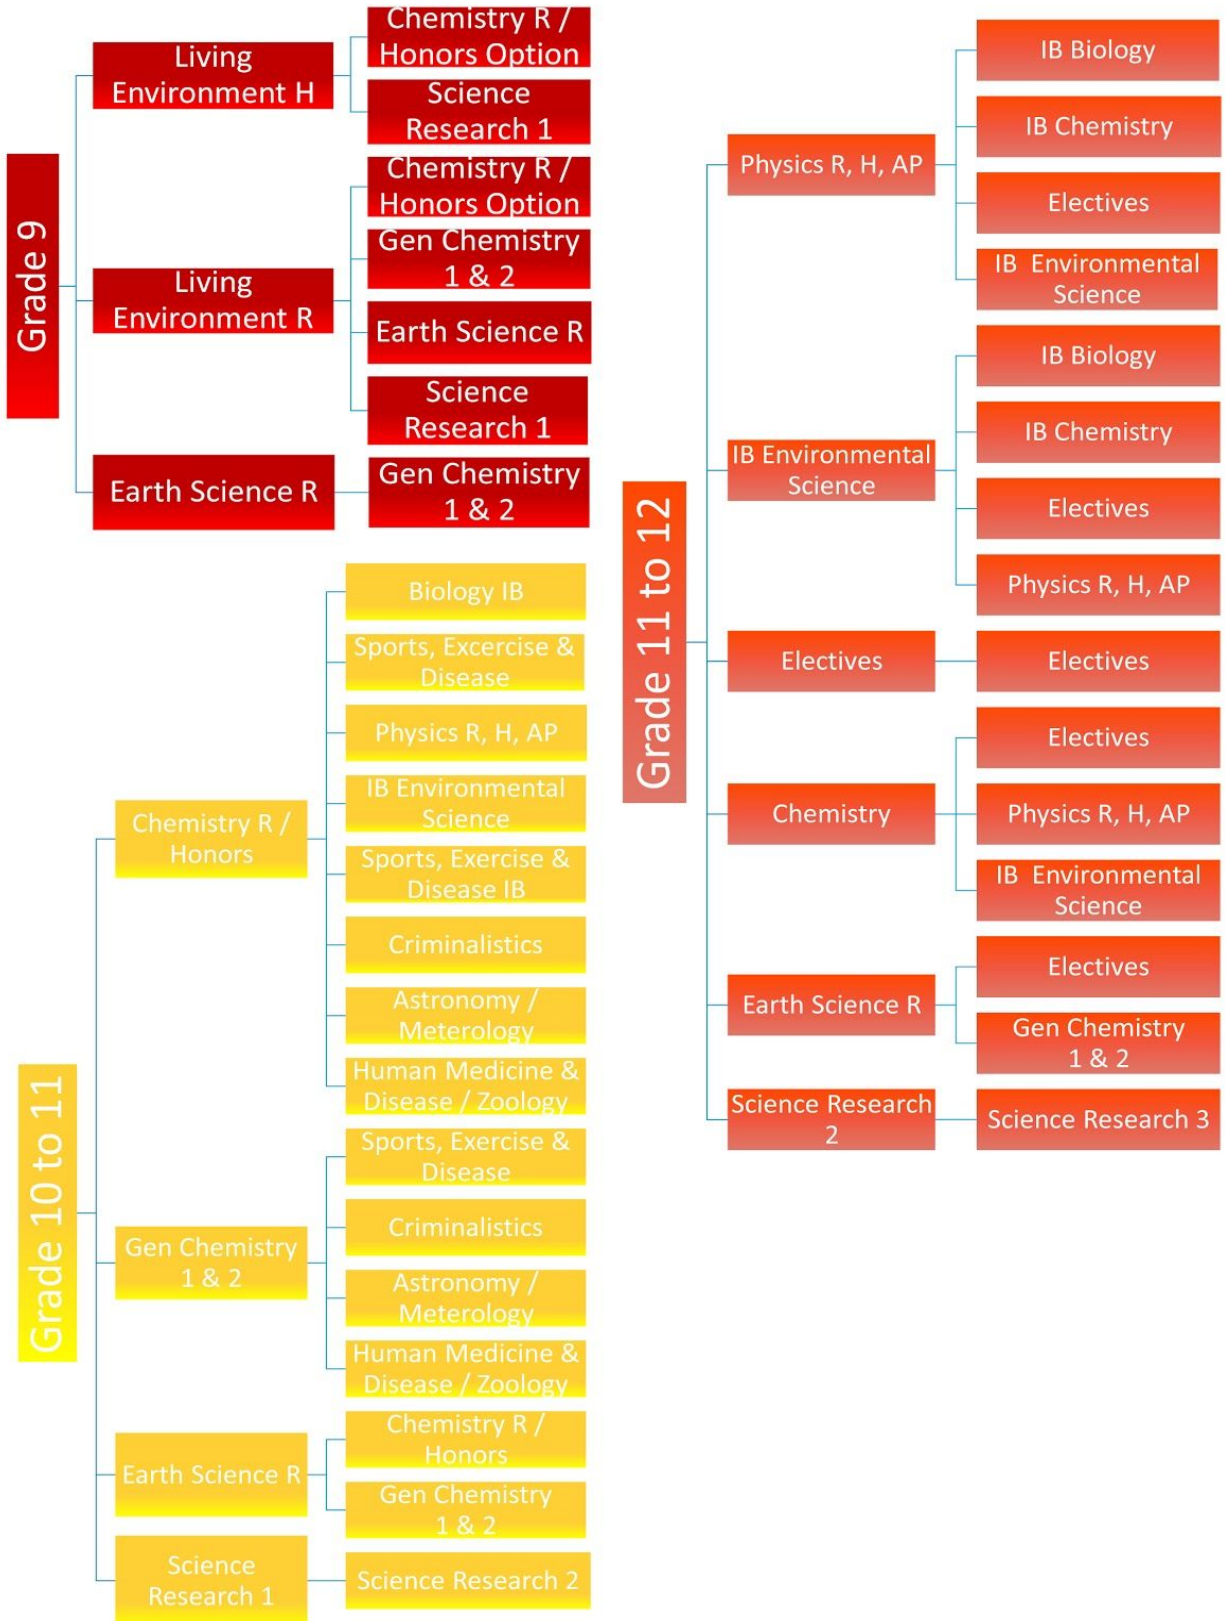 Grade 9
Living
Environment H
Chemistry R /
Honors Option
Science
Research 1
Living
Environment R
Chemistry R /
Honors Option
Gen Chemistry
1 & 2
Earth Science R
Science
Research 1
Earth Science R
Gen Chemistry
1 & 2
Grade 10 to 11
Chemistry R /
Honors
Biology IB
Sports, Excercise &
Disease
Physics R, H, AP
IB Environmental
Science
Sports, Exercise &
Disease IB
Criminalistics
Astronomy /
Meterology
Human Medicine &
Disease / Zoology
Gen Chemistry
1 & 2
Sports, Exercise &
Disease
Criminalistics
Astronomy /
Meterology
Human Medicine &
Disease / Zoology
Earth Science R
Chemistry R /
Honors
Gen Chemistry
1 & 2
Science
Research 1
Science Research 2
Grade 11 to 12
Physics R, H, AP
IB Biology
IB Chemistry
Electives
IB  Environmental
Science
IB Environmental
Science
IB Biology
IB Chemistry
Electives
Physics R, H, AP
Electives
Electives
Chemistry
Electives
Physics R, H, AP
IB  Environmental
Science
Earth Science R
Electives
Gen Chemistry
1 & 2
Science Research
2
Science Research 3